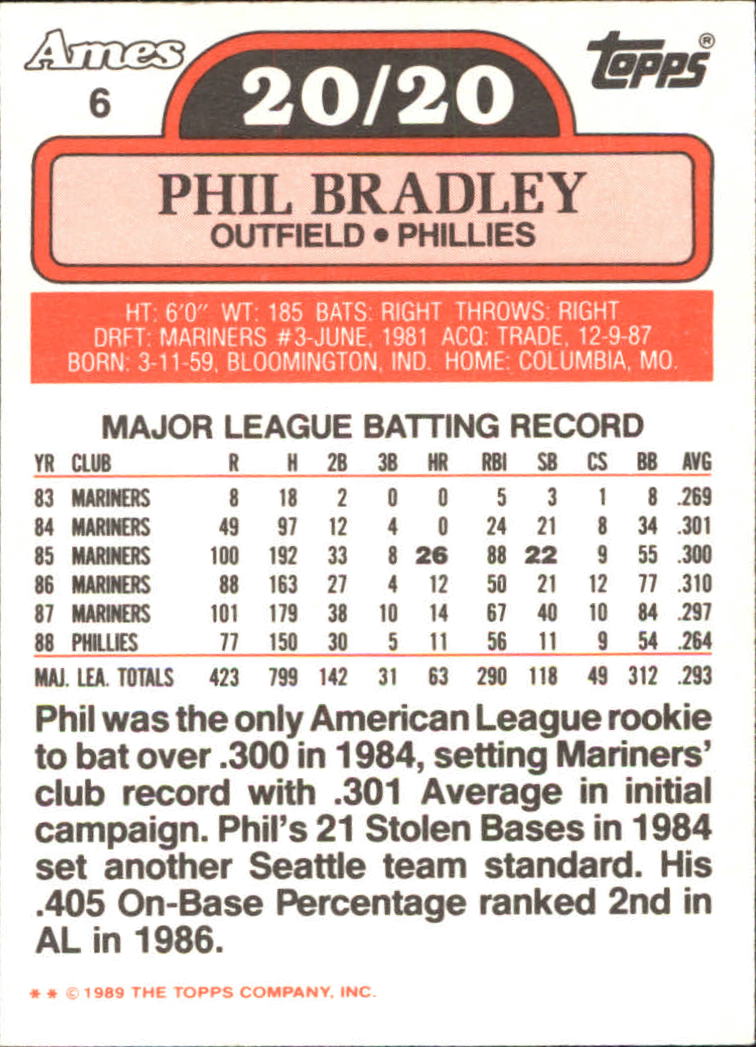 Ames
20/20
topps®
6
PHIL BRADLEY
OUTFIELD • PHILLIES
HT: 6'0" WT: 185 BATS: RIGHT THROWS: RIGHT
DRFT: MARINERS #3-JUNE, 1981 ACQ: TRADE, 12-9-87
BORN: 3-11-59, BLOOMINGTON, IND. HOME: COLUMBIA, MO.
MAJOR LEAGUE BATTING RECORD
YR CLUB R H 2B 3B HR RBI SB CS BB AVG
83 MARINERS 8 18 2 0 0 5 3 1 8 .269
84 MARINERS 49 97 12 4 0 24 21 8 34 .301
85 MARINERS 100 192 33 8 26 88 22 9 55 .300
86 MARINERS 88 163 27 4 12 50 21 12 77 .310
87 MARINERS 101 179 38 10 14 67 40 10 84 .297
88 PHILLIES 77 150 30 5 11 56 11 9 54 .264
MAJ. LEA. TOTALS 423 799 142 31 63 290 118 49 312 .293
Phil was the only American League rookie
to bat over .300 in 1984, setting Mariners'
club record with .301 Average in initial
campaign. Phil's 21 Stolen Bases in 1984
set another Seattle team standard. His
.405 On-Base Percentage ranked 2nd in
AL in 1986.
* * © 1989 THE TOPPS COMPANY, INC.